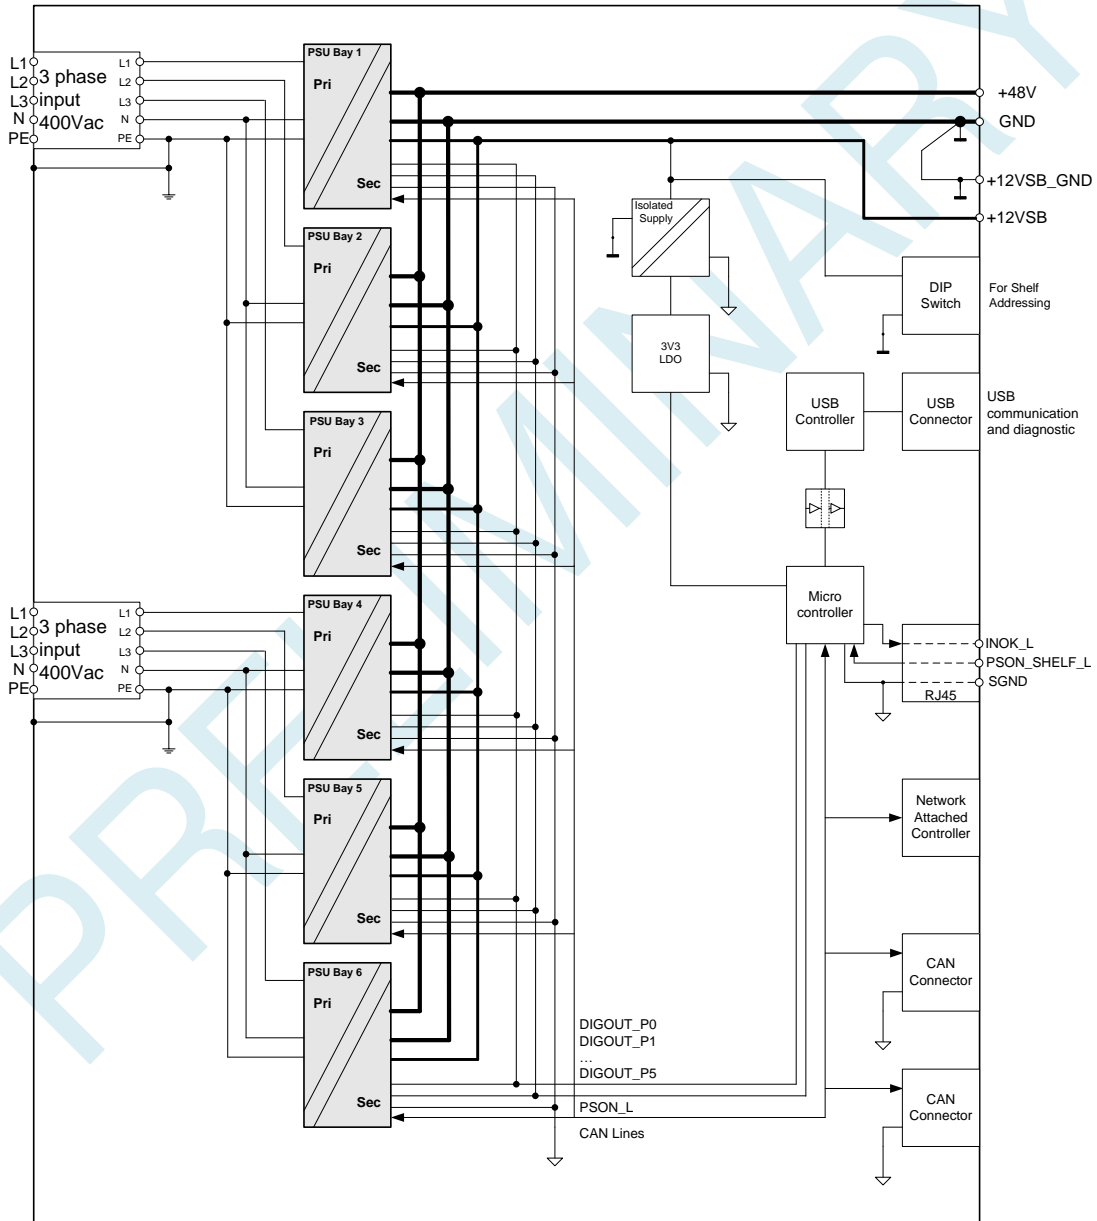 PRELIMINARY
L1
L2
L3
N
PE
3 phase
input
400Vac
L1
L2
L3
N
PE
PSU Bay 1
Pri
Sec
PSU Bay 2
Pri
Sec
PSU Bay 3
Pri
Sec
L1
L2
L3
N
PE
3 phase
input
400Vac
L1
L2
L3
N
PE
PSU Bay 4
Pri
Sec
PSU Bay 5
Pri
Sec
PSU Bay 6
Pri
Sec
+48V
GND
+12VSB_GND
+12VSB
Isolated
Supply
3V3
LDO
DIP
Switch
For Shelf
Addressing
USB
Controller
USB
Connector
USB
communication
and diagnostic
Micro
controller
INOK_L
PSON_SHELF_L
SGND
RJ45
Network
Attached
Controller
CAN
Connector
CAN
Connector
DIGOUT_P0
DIGOUT_P1
...
DIGOUT_P5
PSON_L
CAN Lines